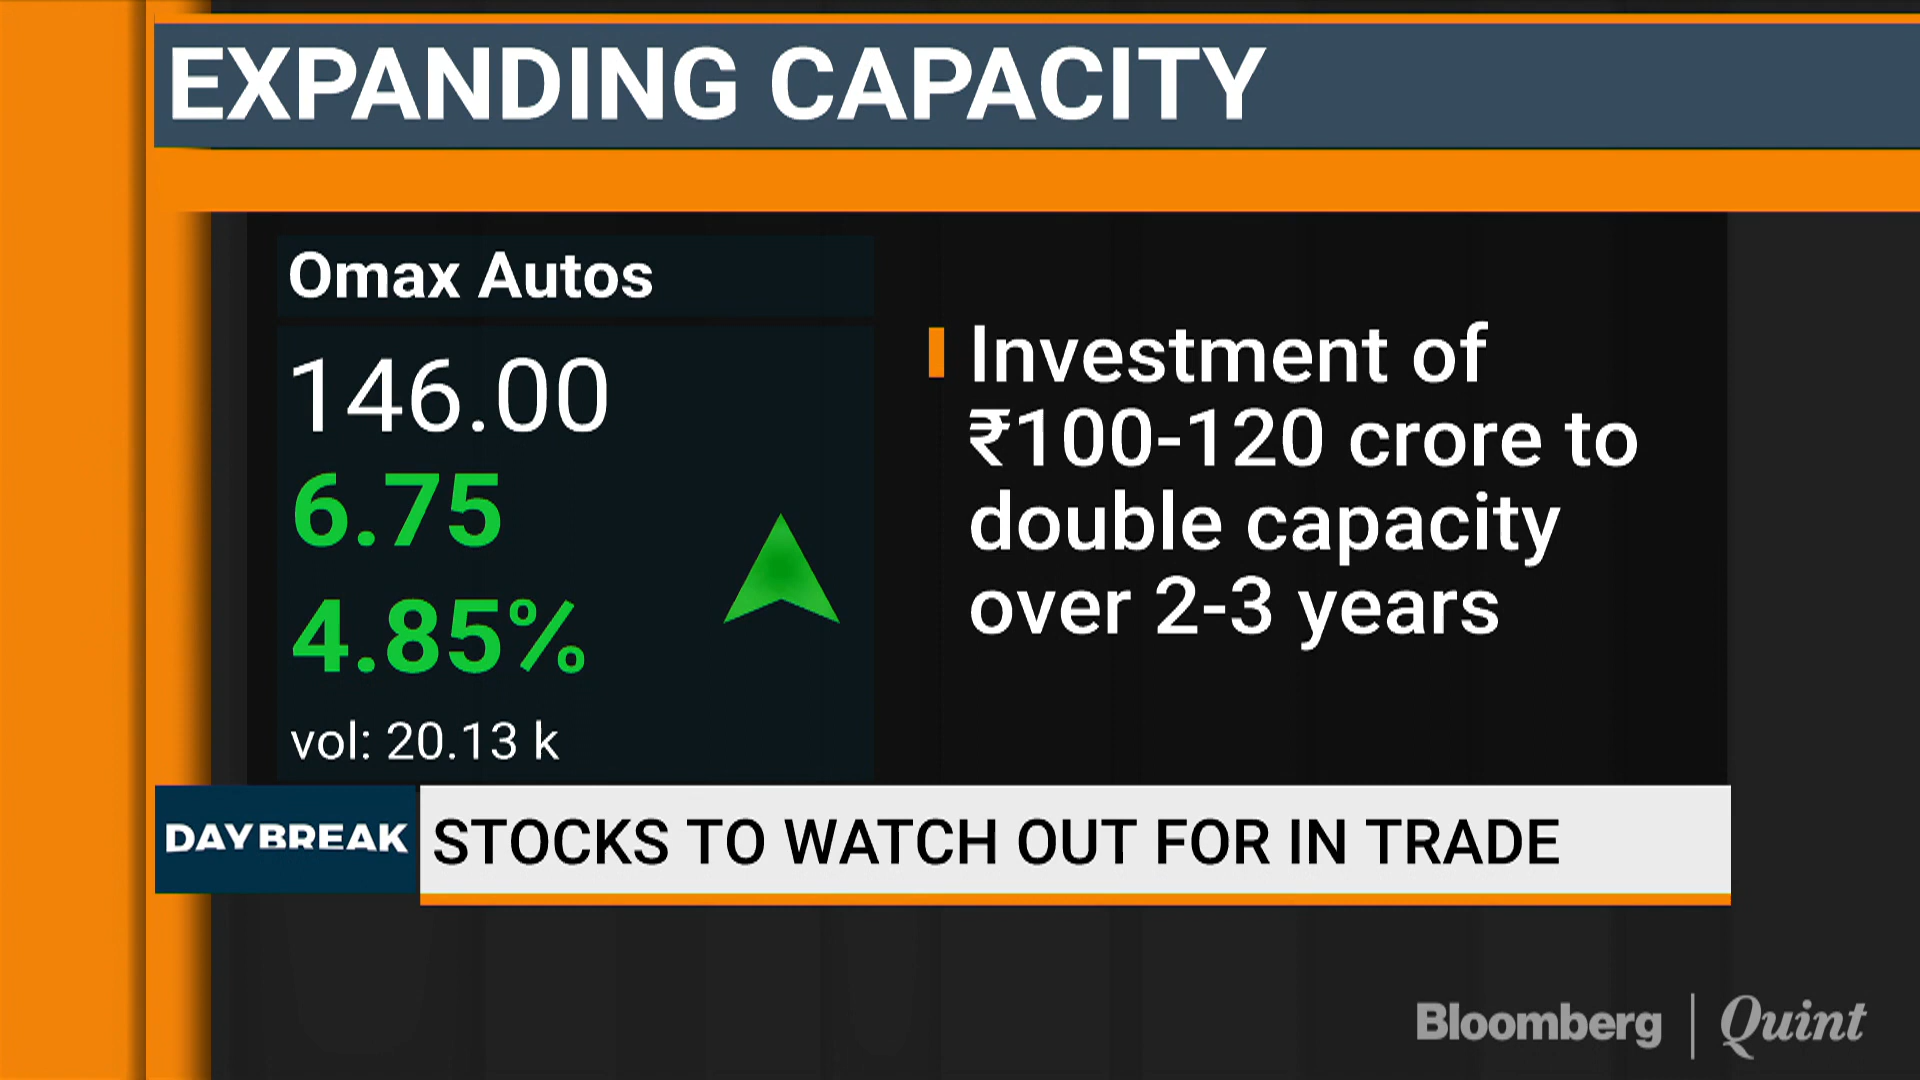 EXPANDING CAPACITY
Omax Autos
146.00
6.75
4.85%
vol: 20.13 k
Investment of
₹100-120 crore to
double capacity
over 2-3 years
DAYBREAK
STOCKS TO WATCH OUT FOR IN TRADE
Bloomberg | Quint